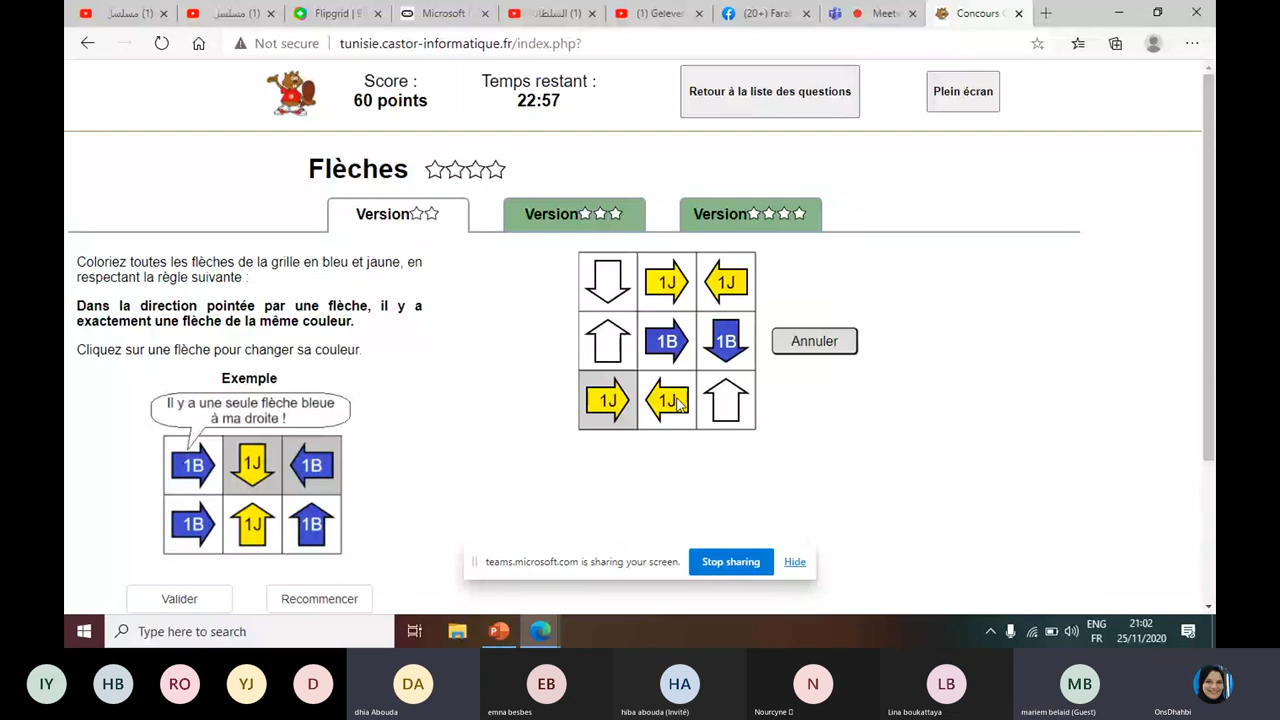 (1) مسلسل
(1) مسلسل
Flipgrid | 9
Microsoft F
(1) السلطان
(1) Gelever
(20+) Farab
Meeti
Concours C
Not secure
tunisie.castor-informatique.fr/index.php?
Score :
60 points
Temps restant :
22:57
Retour à la liste des questions
Plein écran
Flèches
Version
Version
Version
Coloriez toutes les flèches de la grille en bleu et jaune, en
respectant la règle suivante :
Dans la direction pointée par une flèche, il y a
exactement une flèche de la même couleur.
Cliquez sur une flèche pour changer sa couleur.
Exemple
Il y a une seule flèche bleue
à ma droite !
1B 1J 1B
1B 1J 1B
Valider
Recommencer
1J 1J
1B 1B
1J 1J
Annuler
teams.microsoft.com is sharing your screen.
Stop sharing
Hide
Type here to search
ENG
FR
21:02
25/11/2020
IY
HB
RO
YJ
D
DA
dhia Abouda
EB
emna besbes
HA
hiba abouda (Invité)
N
Nourcyne
LB
Lina boukattaya
MB
mariem belaid (Guest)
OnsDhahbi